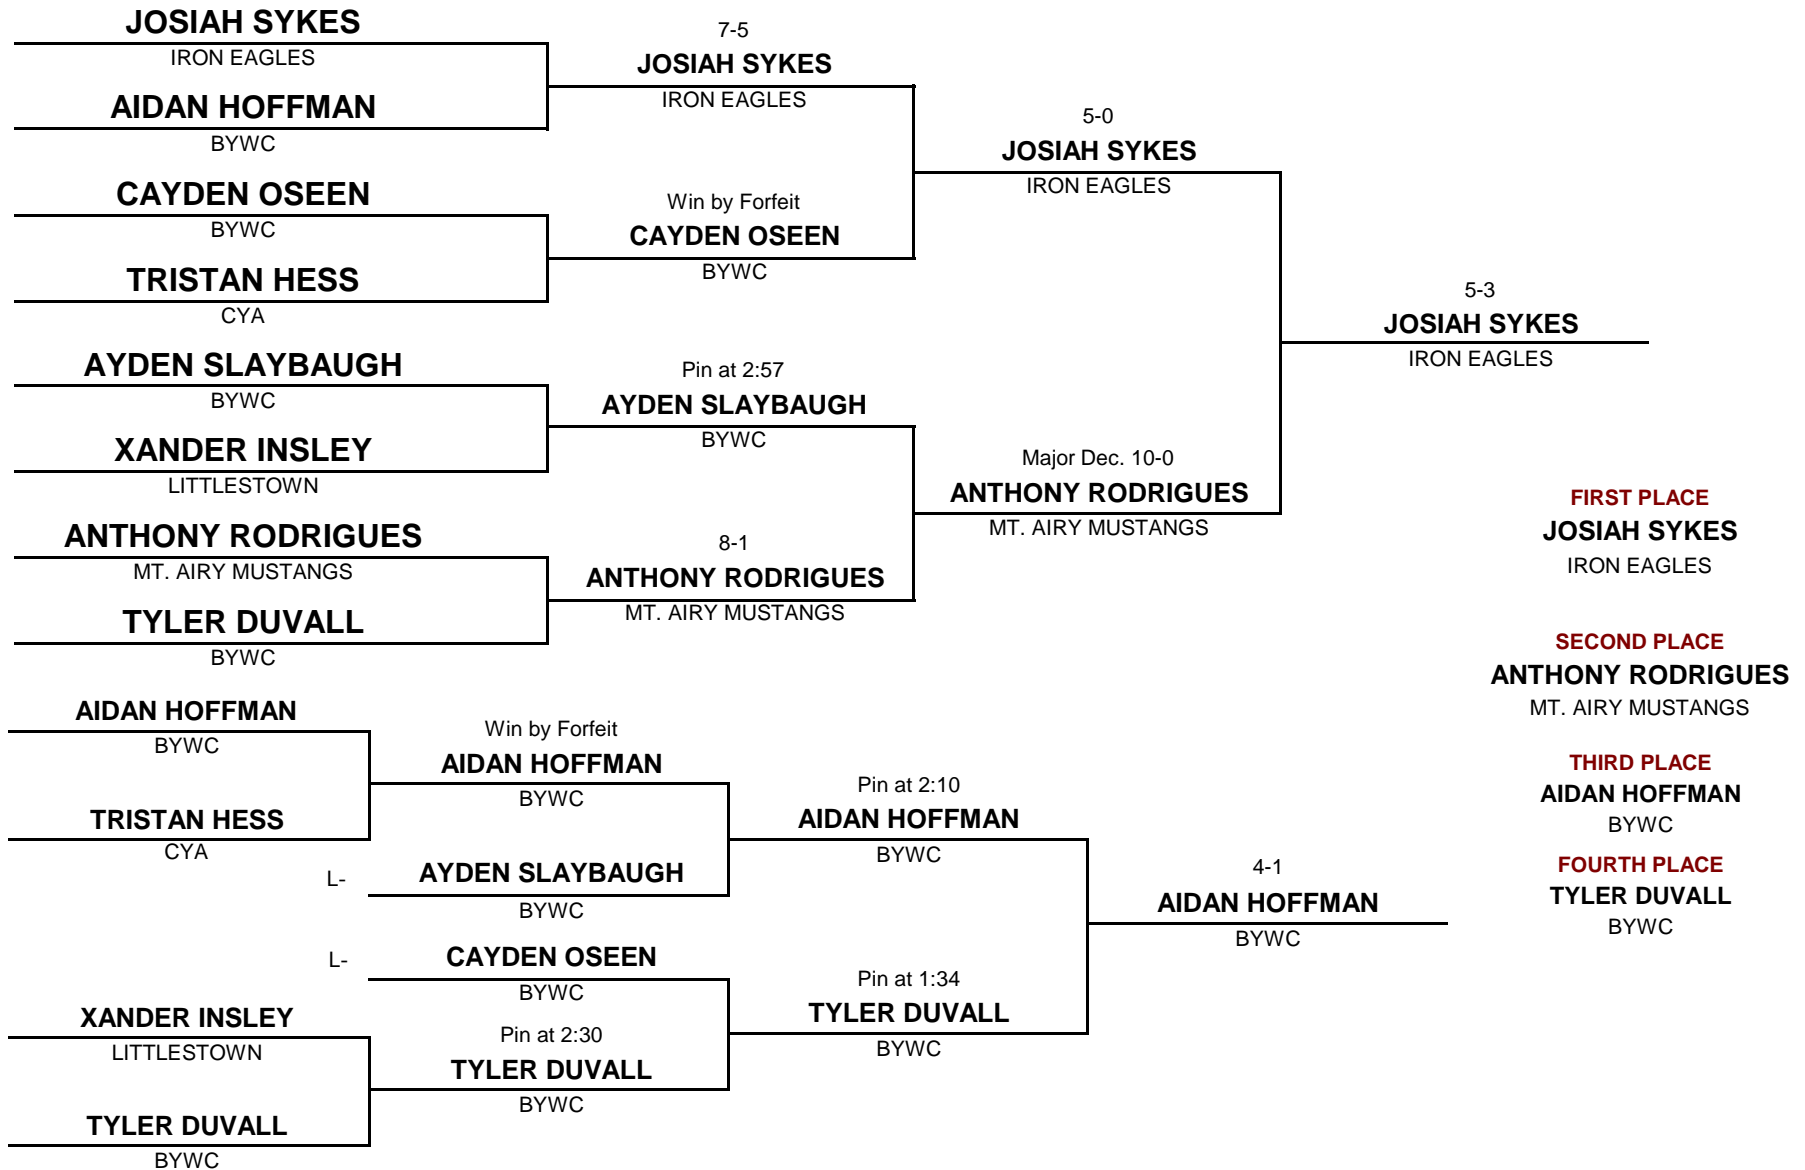 JOSIAH SYKES
IRON EAGLES
AIDAN HOFFMAN
BYWC
CAYDEN OSEEN
BYWC
TRISTAN HESS
CYA
AYDEN SLAYBAUGH
BYWC
XANDER INSLEY
LITTLESTOWN
ANTHONY RODRIGUES
MT. AIRY MUSTANGS
TYLER DUVALL
BYWC
7-5
JOSIAH SYKES
IRON EAGLES
Win by Forfeit
CAYDEN OSEEN
BYWC
Pin at 2:57
AYDEN SLAYBAUGH
BYWC
8-1
ANTHONY RODRIGUES
MT. AIRY MUSTANGS
5-0
JOSIAH SYKES
IRON EAGLES
Major Dec. 10-0
ANTHONY RODRIGUES
MT. AIRY MUSTANGS
5-3
JOSIAH SYKES
IRON EAGLES
AIDAN HOFFMAN
BYWC
TRISTAN HESS
CYA
XANDER INSLEY
LITTLESTOWN
TYLER DUVALL
BYWC
Win by Forfeit
AIDAN HOFFMAN
BYWC
L-
AYDEN SLAYBAUGH
BYWC
L-
CAYDEN OSEEN
BYWC
Pin at 2:30
TYLER DUVALL
BYWC
Pin at 2:10
AIDAN HOFFMAN
BYWC
Pin at 1:34
TYLER DUVALL
BYWC
4-1
AIDAN HOFFMAN
BYWC
FIRST PLACE
JOSIAH SYKES
IRON EAGLES
SECOND PLACE
ANTHONY RODRIGUES
MT. AIRY MUSTANGS
THIRD PLACE
AIDAN HOFFMAN
BYWC
FOURTH PLACE
TYLER DUVALL
BYWC